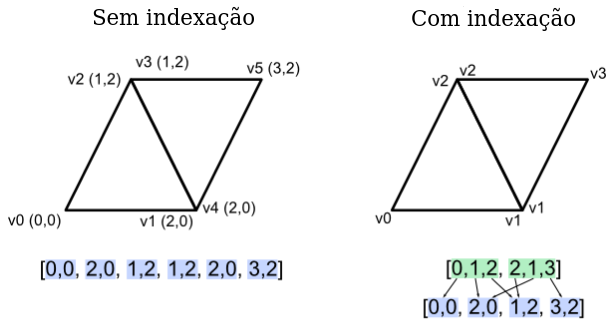 Sem indexação
v3 (1,2)
v2 (1,2)
v5 (3,2)
v0 (0,0)
v1 (2,0)
v4 (2,0)
[0,0, 2,0, 1,2, 1,2, 2,0, 3,2]
Com indexação
v2
v2
v3
v0
v1
v1
[0,1,2, 2,1,3]
[0,0, 2,0, 1,2, 3,2]